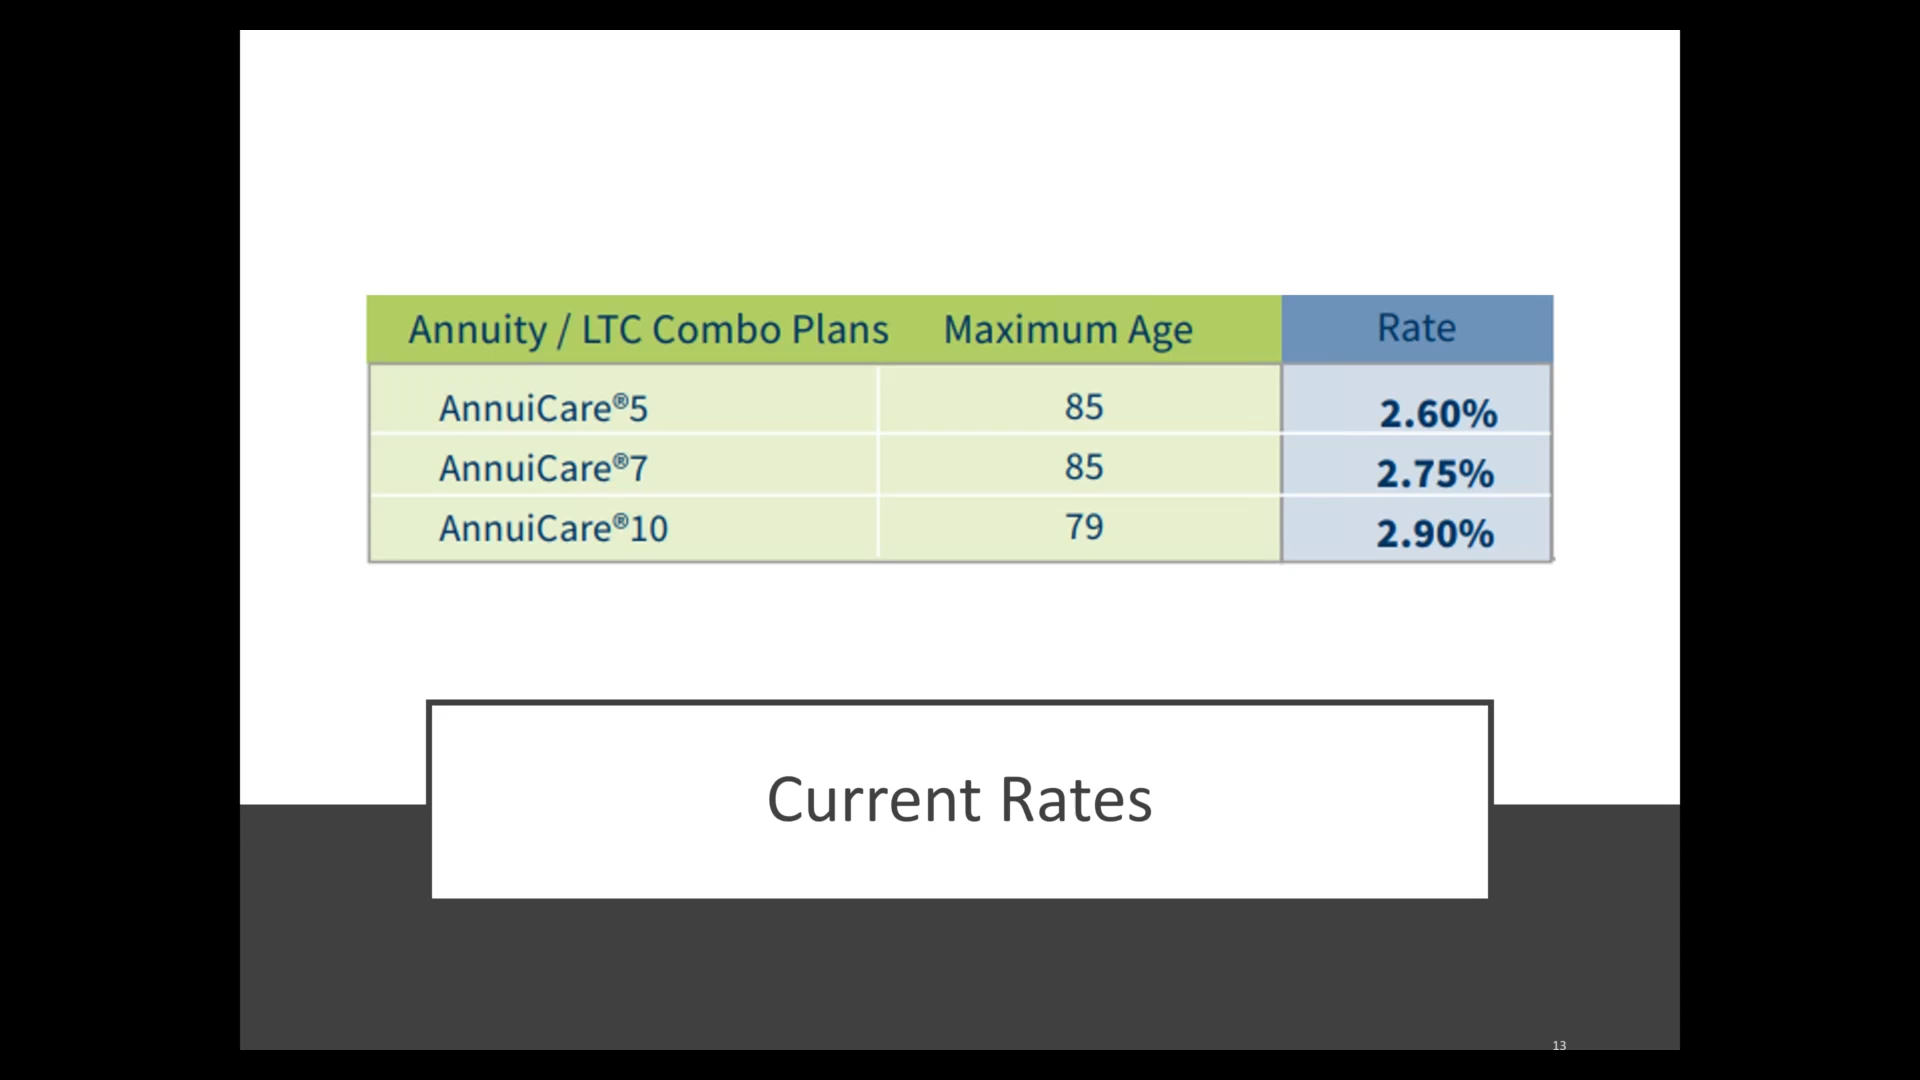 Annuity / LTC Combo Plans Maximum Age Rate
AnnuiCare®5 85 2.60%
AnnuiCare®7 85 2.75%
AnnuiCare®10 79 2.90%
Current Rates
13